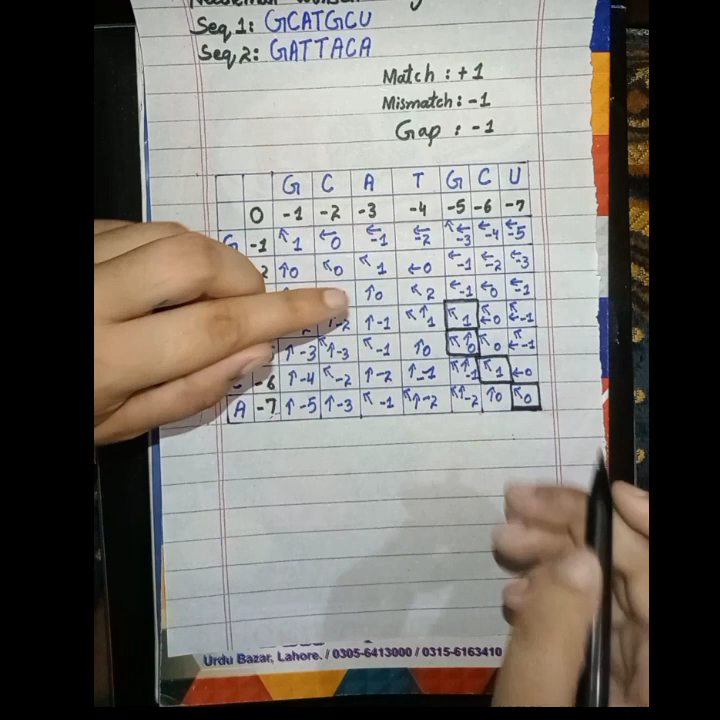 Seq.1: GCATGCU
Seq.2: GATTACA
Match : +1
Mismatch : -1
Gap : -1
G C A T G C U
0 -1 -2 -3 -4 -5 -6 -7
G -1 ↖1 ←0 ←-1 ←-2 ↖←-3 ←-4 ←-5
2 ↑0 ↖0 ↖1 ←0 ←-1 ←-2 ←-3
↑0 ↖2 ←-1 ←0 ←-1
-2 ↑-1 ↖↑1 ↖1 ←0 ↖←-1
↑-3 ↖↑-3 ↖-1 ↑0 ↖↑0 ↖0 ↖←-1
-6 ↑-4 ↖-2 ↑-2 ↑-1 ↖↑-1 ↖1 ←0
A -7 ↑-5 ↑-3 ↖-1 ↖↑-2 ↖↑-2 ↑0 ↖0
Urdu Bazar, Lahore. / 0305-6413000 / 0315-6163410